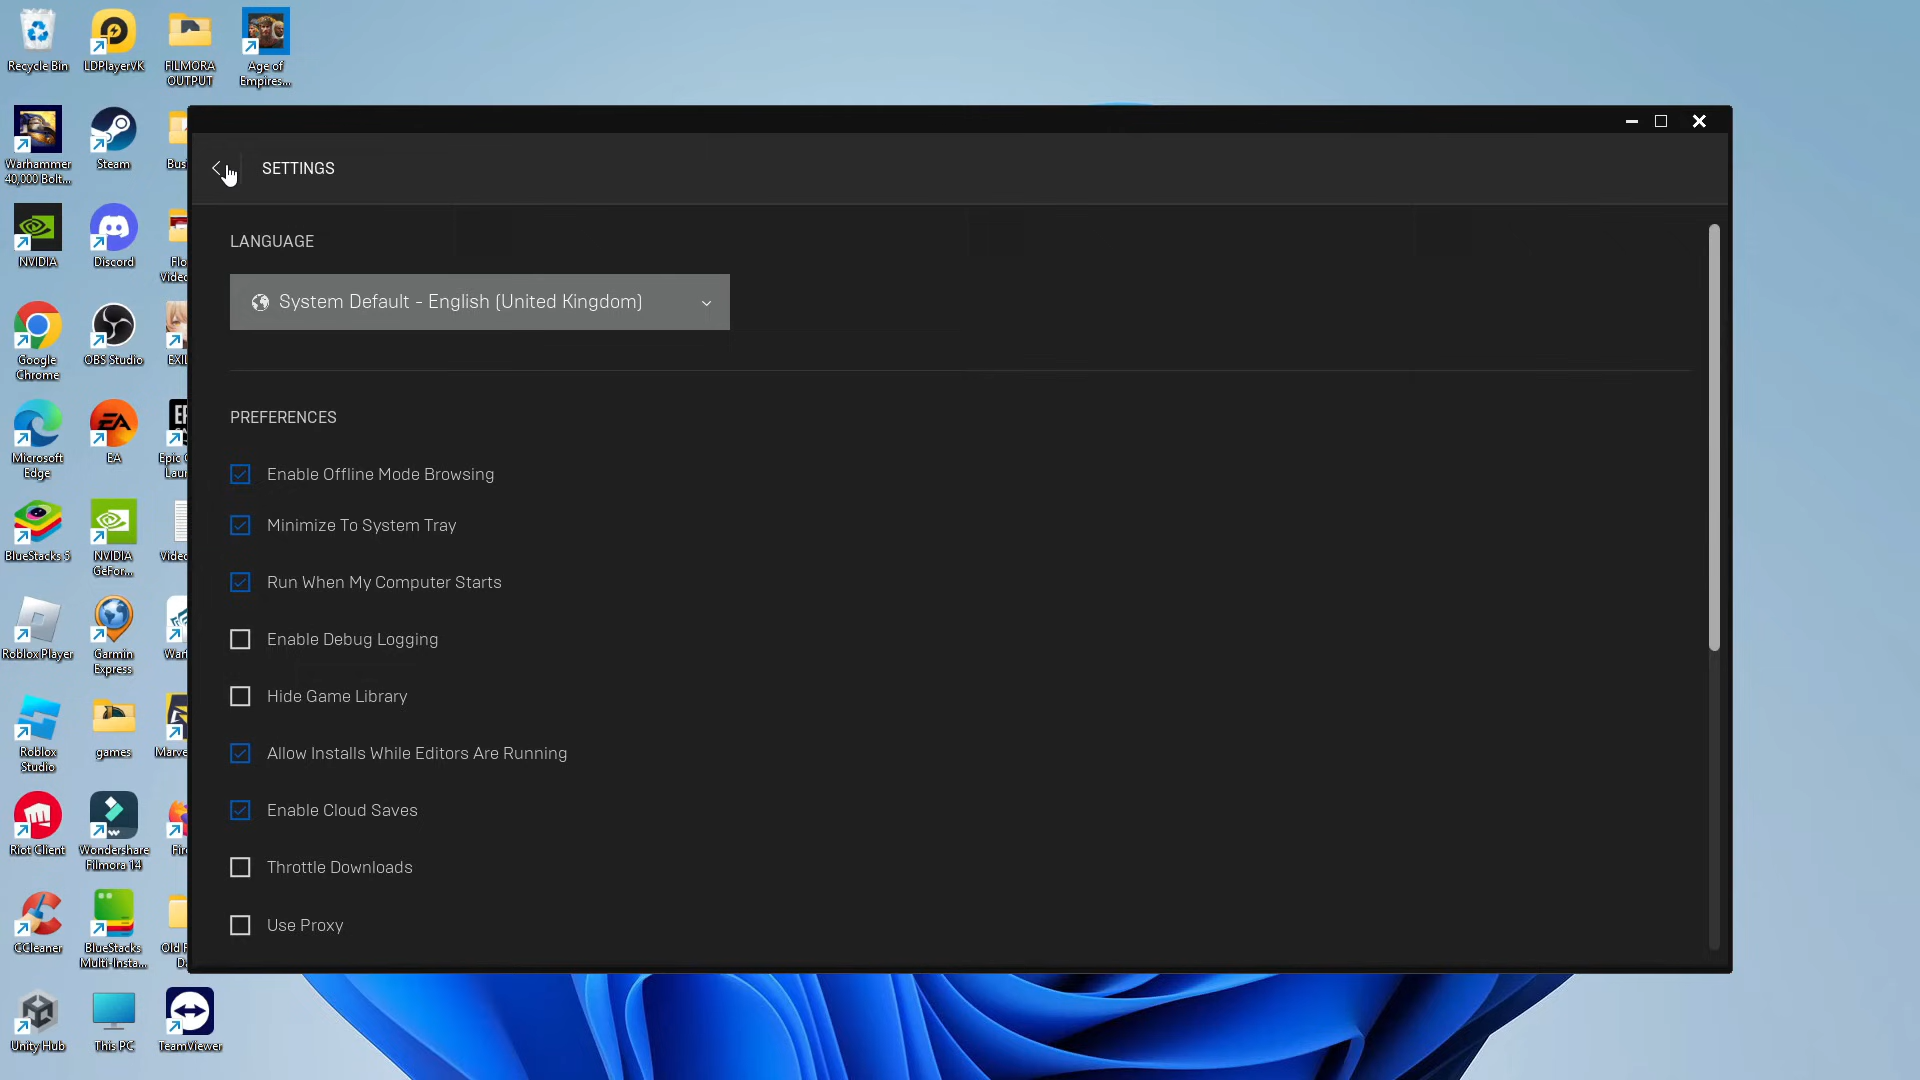 Recycle Bin
LDPlayerVK
FILMORA
OUTPUT
Age of
Empires...
Warhammer
40,000 Bolt...
Steam
NVIDIA
Discord
Google
Chrome
OBS Studio
Microsoft
Edge
EA
BlueStacks 5
NVIDIA
GeFor...
Roblox Player
Garmin
Express
Roblox
Studio
games
Riot Client
Wondershare
Filmora 14
CCleaner
BlueStacks
Multi-Insta...
Unity Hub
This PC
TeamViewer
SETTINGS
LANGUAGE
System Default - English (United Kingdom)
PREFERENCES
Enable Offline Mode Browsing
Minimize To System Tray
Run When My Computer Starts
Enable Debug Logging
Hide Game Library
Allow Installs While Editors Are Running
Enable Cloud Saves
Throttle Downloads
Use Proxy